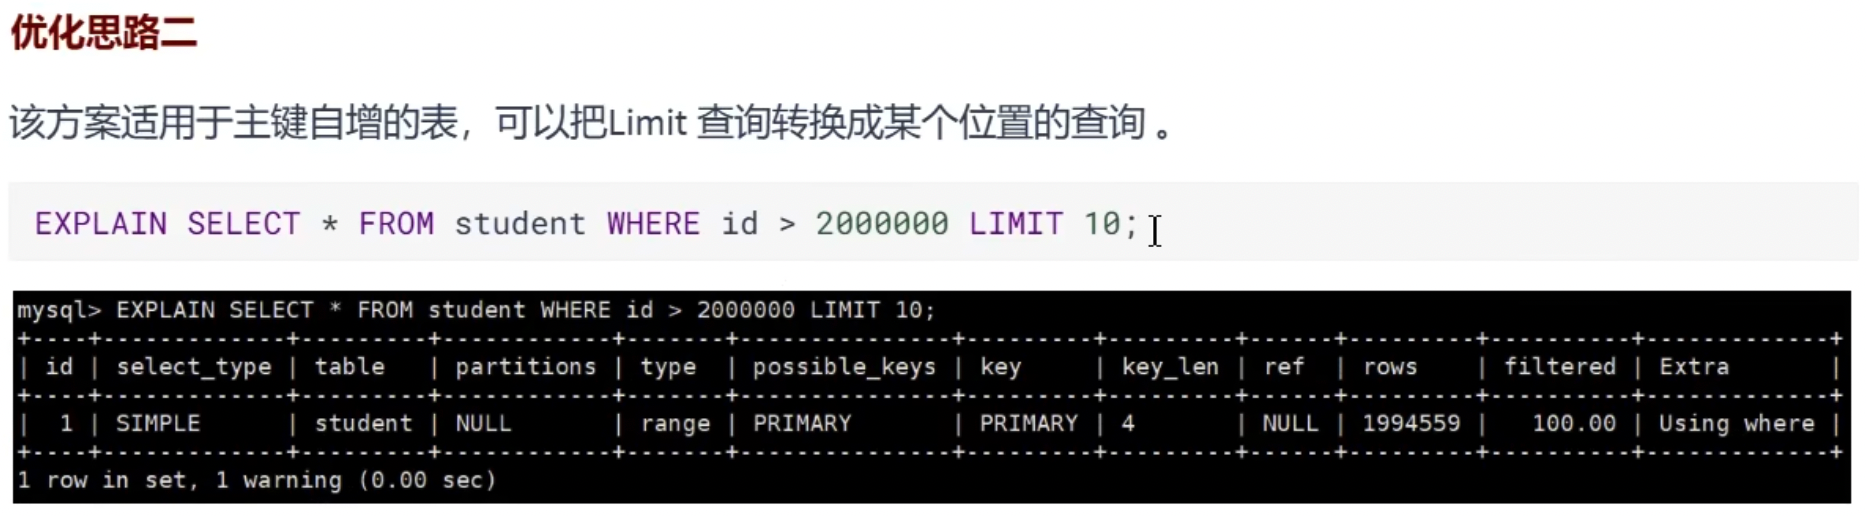 优化思路二
该方案适用于主键自增的表，可以把Limit 查询转换成某个位置的查询 。
EXPLAIN SELECT * FROM student WHERE id > 2000000 LIMIT 10;
mysql> EXPLAIN SELECT * FROM student WHERE id > 2000000 LIMIT 10;
+----+-------------+---------+------------+-------+---------------+---------+---------+------+---------+----------+-------------+
| id | select_type | table   | partitions | type  | possible_keys | key     | key_len | ref  | rows    | filtered | Extra       |
+----+-------------+---------+------------+-------+---------------+---------+---------+------+---------+----------+-------------+
|  1 | SIMPLE      | student | NULL       | range | PRIMARY       | PRIMARY | 4       | NULL | 1994559 |   100.00 | Using where |
+----+-------------+---------+------------+-------+---------------+---------+---------+------+---------+----------+-------------+
1 row in set, 1 warning (0.00 sec)